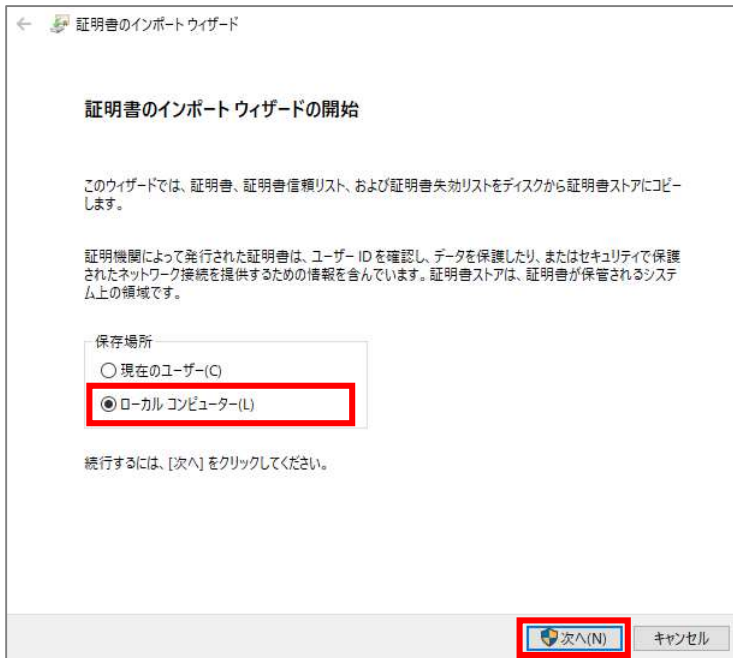 証明書のインポート ウィザード
証明書のインポート ウィザードの開始
このウィザードでは、証明書、証明書信頼リスト、および証明書失効リストをディスクから証明書ストアにコピー
します。
証明機関によって発行された証明書は、ユーザー ID を確認し、データを保護したり、またはセキュリティで保護
されたネットワーク接続を提供するための情報を含んでいます。証明書ストアは、証明書が保管されるシステ
ム上の領域です。
保存場所
現在のユーザー(C)
ローカル コンピューター(L)
続行するには、[次へ] をクリックしてください。
次へ(N)
キャンセル